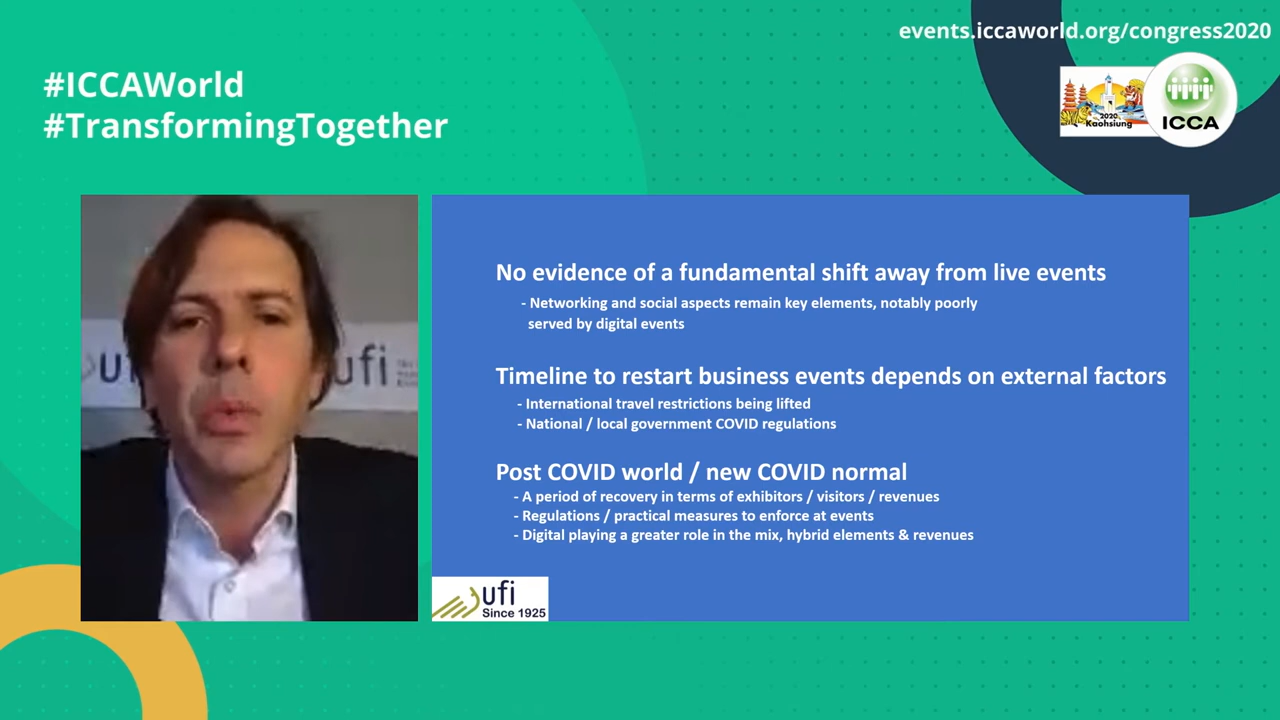 events.iccaworld.org/congress2020
#ICCAWorld
#TransformingTogether
2020
Kaohsiung
ICCA
ufi
No evidence of a fundamental shift away from live events
- Networking and social aspects remain key elements, notably poorly
served by digital events
Timeline to restart business events depends on external factors
- International travel restrictions being lifted
- National / local government COVID regulations
Post COVID world / new COVID normal
- A period of recovery in terms of exhibitors / visitors / revenues
- Regulations / practical measures to enforce at events
- Digital playing a greater role in the mix, hybrid elements & revenues
ufi
Since 1925